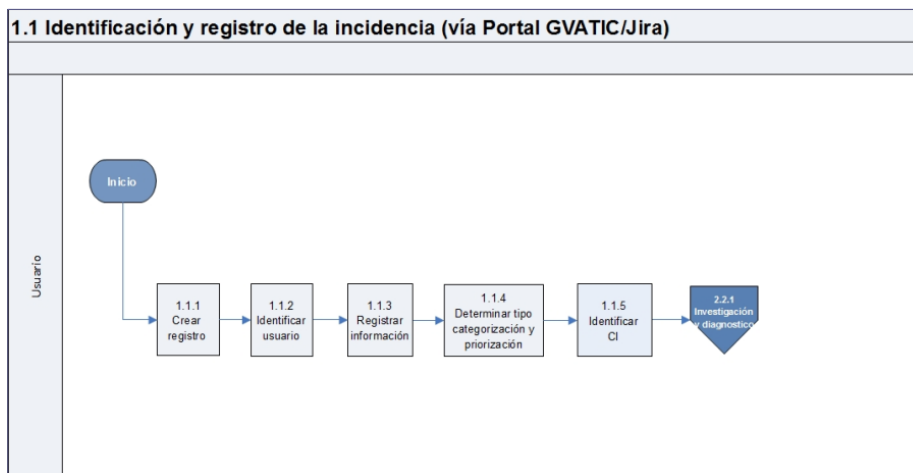 1.1 Identificación y registro de la incidencia (vía Portal GVATIC/Jira)
Usuario
Inicio
1.1.1
Crear
registro
1.1.2
Identificar
usuario
1.1.3
Registrar
información
1.1.4
Determinar tipo
categorización y
priorización
1.1.5
Identificar
CI
2.2.1
Investigación
y diagnostico